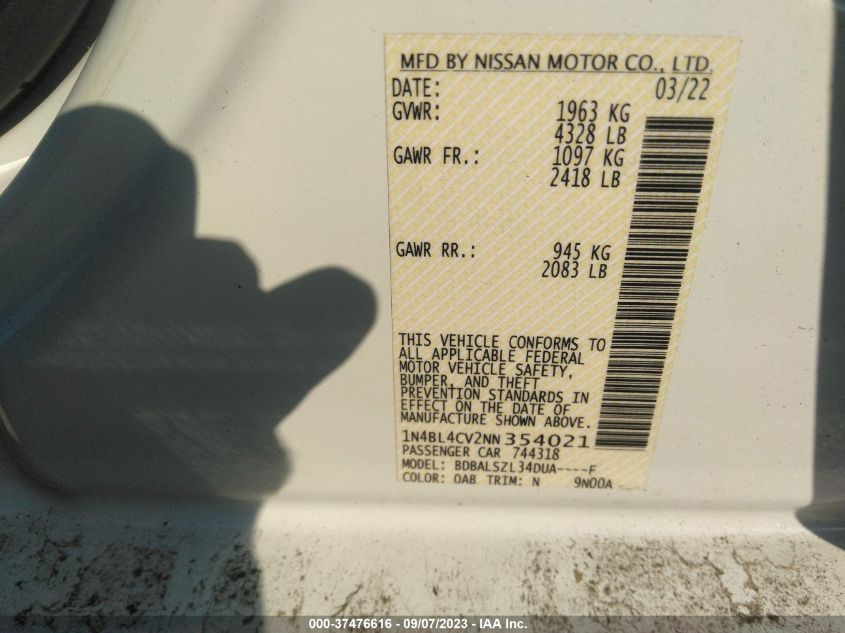 MFD BY NISSAN MOTOR CO., LTD.
DATE: 03/22
GVWR: 1963 KG
4328 LB
GAWR FR.: 1097 KG
2418 LB
GAWR RR.: 945 KG
2083 LB
THIS VEHICLE CONFORMS TO
ALL APPLICABLE FEDERAL
MOTOR VEHICLE SAFETY,
BUMPER, AND THEFT
PREVENTION STANDARDS IN
EFFECT ON THE DATE OF
MANUFACTURE SHOWN ABOVE.
1N4BL4CV2NN354021
PASSENGER CAR 744318
MODEL: BDBALSZL34DUA----F
COLOR: QAB TRIM: N 9N00A
000-37476616 - 09/07/2023 - IAA Inc.